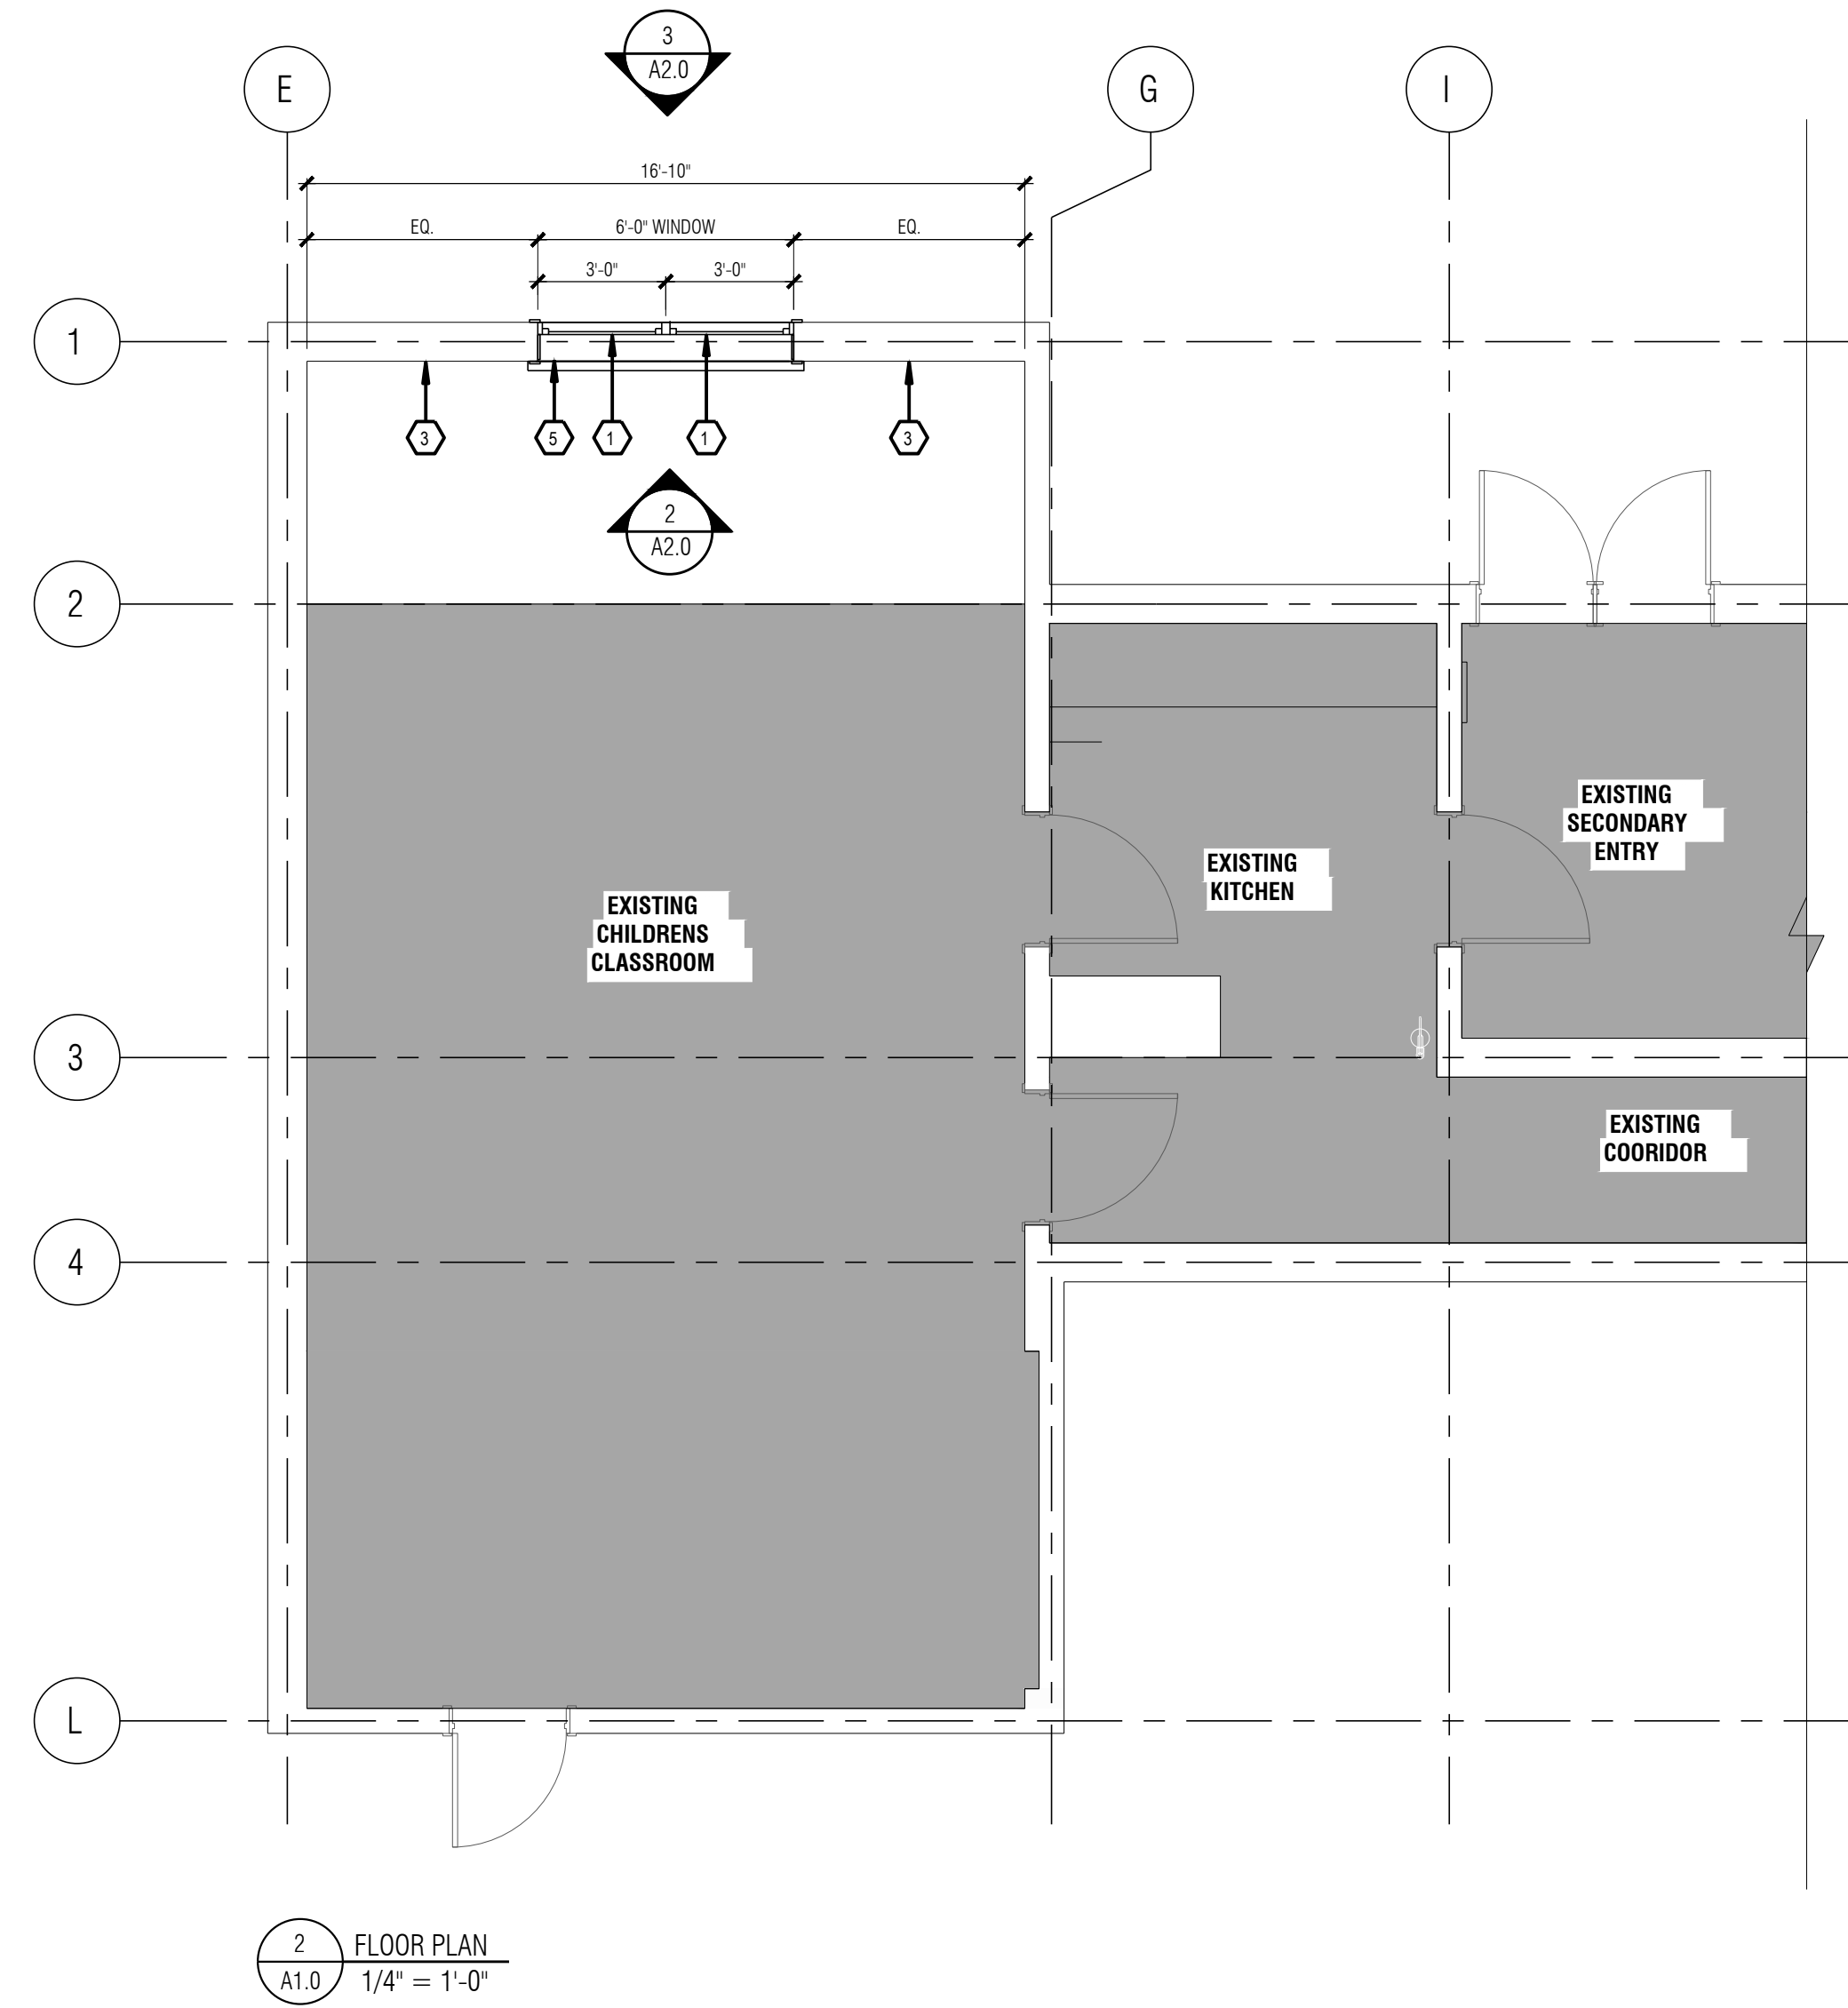 3
A2.0
E
G
I
16'-10"
EQ.
6'-0" WINDOW
EQ.
3'-0"
3'-0"
1
3
5
1
1
3
2
A2.0
2
EXISTING
SECONDARY
ENTRY
EXISTING
KITCHEN
EXISTING
CHILDRENS
CLASSROOM
3
EXISTING
COORIDOR
4
L
2
A1.0
FLOOR PLAN
1/4" = 1'-0"